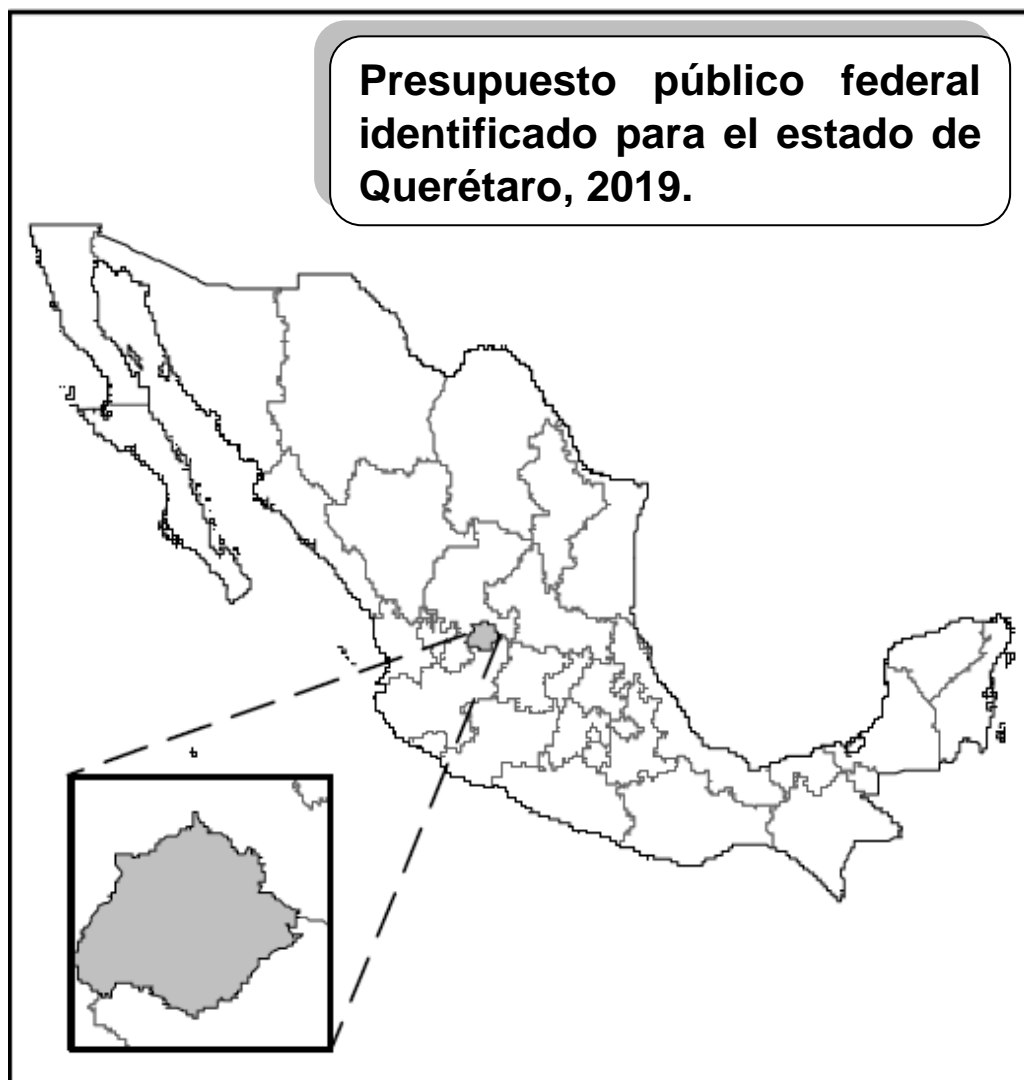 Presupuesto público federal
identificado para el estado de
Querétaro, 2019.